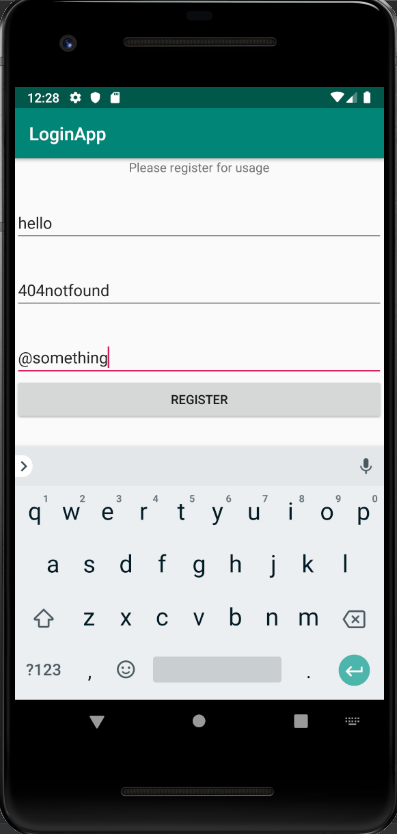 12:28
LoginApp
Please register for usage
hello
404notfound
@something
REGISTER
1 2 3 4 5 6 7 8 9 0
q w e r t y u i o p
a s d f g h j k l
z x c v b n m
?123 , .